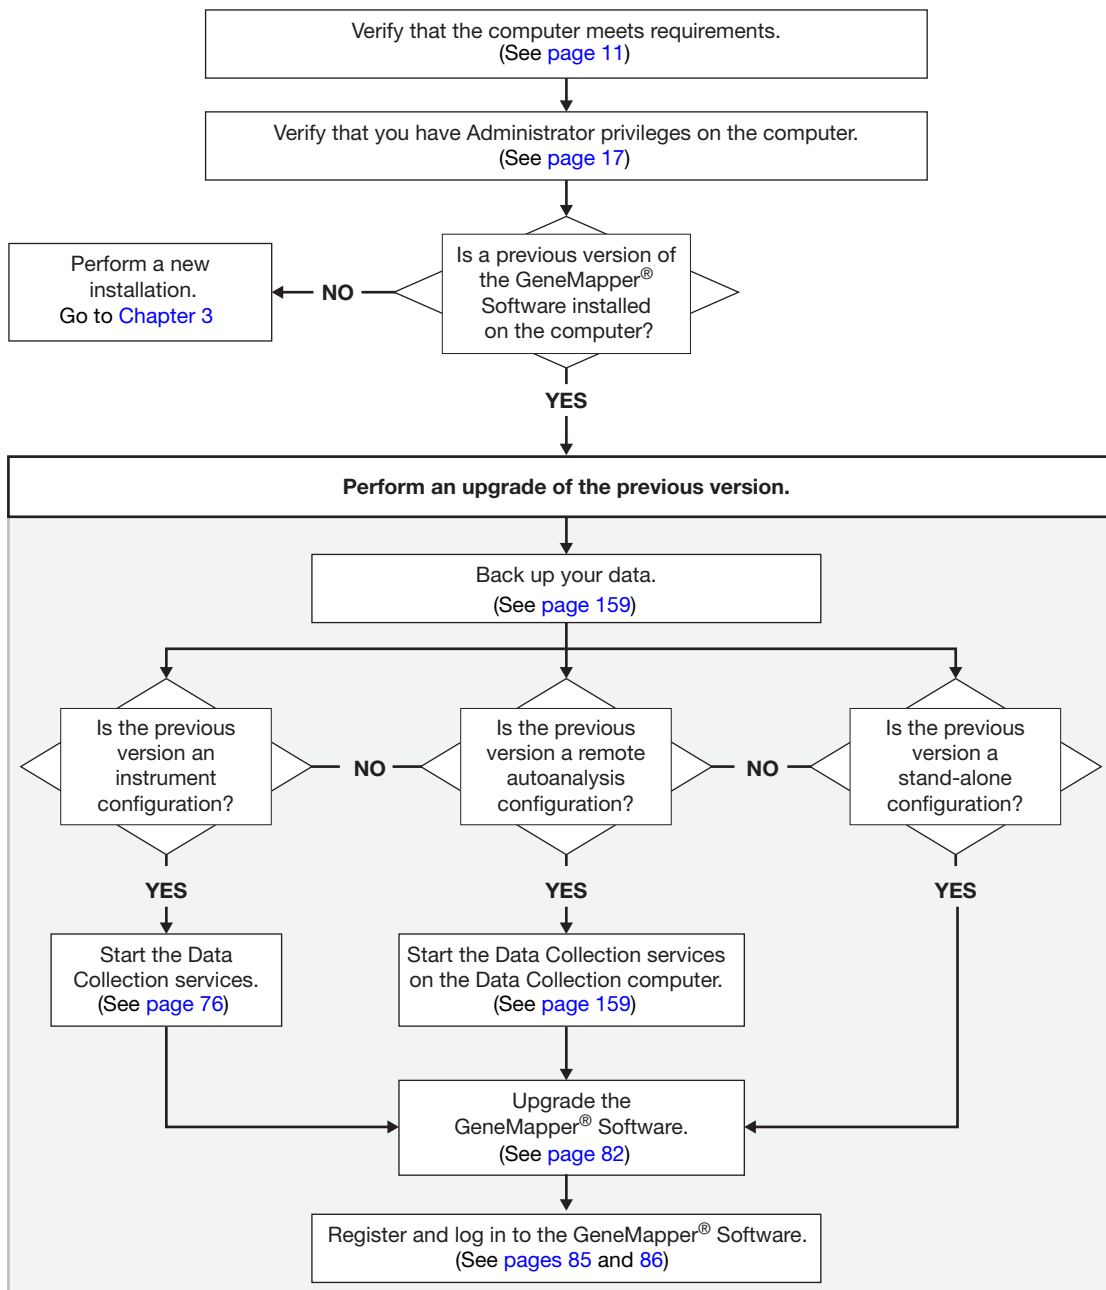 Verify that the computer meets requirements.
(See page 11)
Verify that you have Administrator privileges on the computer.
(See page 17)
Is a previous version of
the GeneMapper® 
Software installed
on the computer?
NO
Perform a new
installation.
Go to Chapter 3
YES
Perform an upgrade of the previous version.
Back up your data.
(See page 159)
Is the previous
version an
instrument
configuration?
NO
Is the previous
version a remote
autoanalysis
configuration?
NO
Is the previous
version a
stand-alone
configuration?
YES
YES
YES
Start the Data
Collection services.
(See page 76)
Start the Data Collection services
on the Data Collection computer.
(See page 159)
Upgrade the
GeneMapper® Software.
(See page 82)
Register and log in to the GeneMapper® Software.
(See pages 85 and 86)